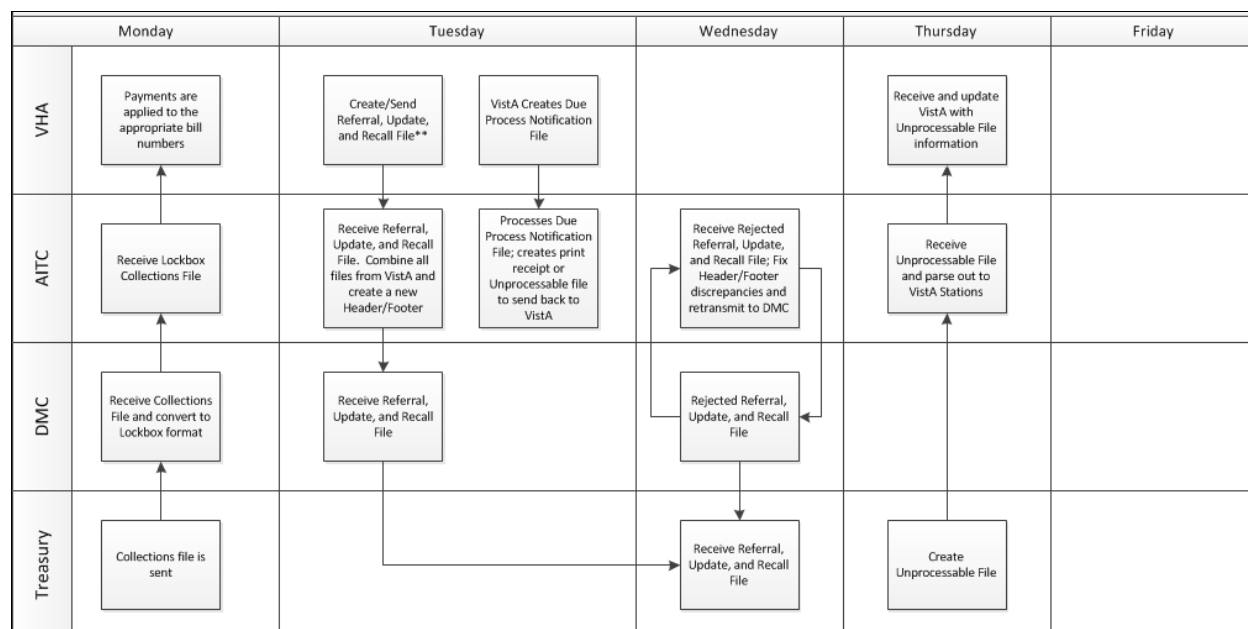 Monday
Tuesday
Wednesday
Thursday
Friday
VHA
Payments are
applied to the
appropriate bill
numbers
Create/Send
Referral, Update,
and Recall File**
VistA Creates Due
Process Notification
File
Receive and update
VistA with
Unprocessable File
information
AITC
Receive Lockbox
Collections File
Receive Referral,
Update, and Recall
File. Combine all
files from VistA and
create a new
Header/Footer
Processes Due
Process Notification
File; creates print
receipt or
Unprocessable file
to send back to
VistA
Receive Rejected
Referral, Update,
and Recall File; Fix
Header/Footer
discrepancies and
retransmit to DMC
Receive
Unprocessable File
and parse out to
VistA Stations
DMC
Receive Collections
File and convert to
Lockbox format
Receive Referral,
Update, and Recall
File
Rejected Referral,
Update, and Recall
File
Treasury
Collections file is
sent
Receive Referral,
Update, and Recall
File
Create
Unprocessable File